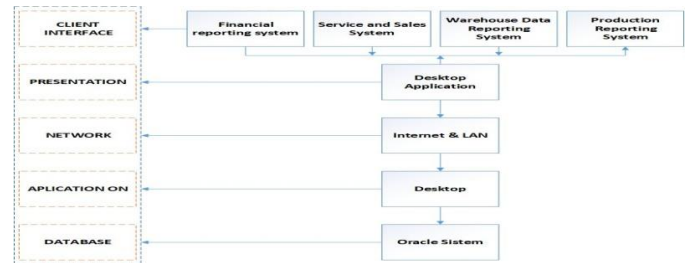 CLIENT
INTERFACE
Financial
reporting system
Service and Sales
System
Warehouse Data
Reporting
System
Production
Reporting
System
PRESENTATION
Desktop
Application
NETWORK
Internet & LAN
APLICATION ON
Desktop
DATABASE
Oracle Sistem